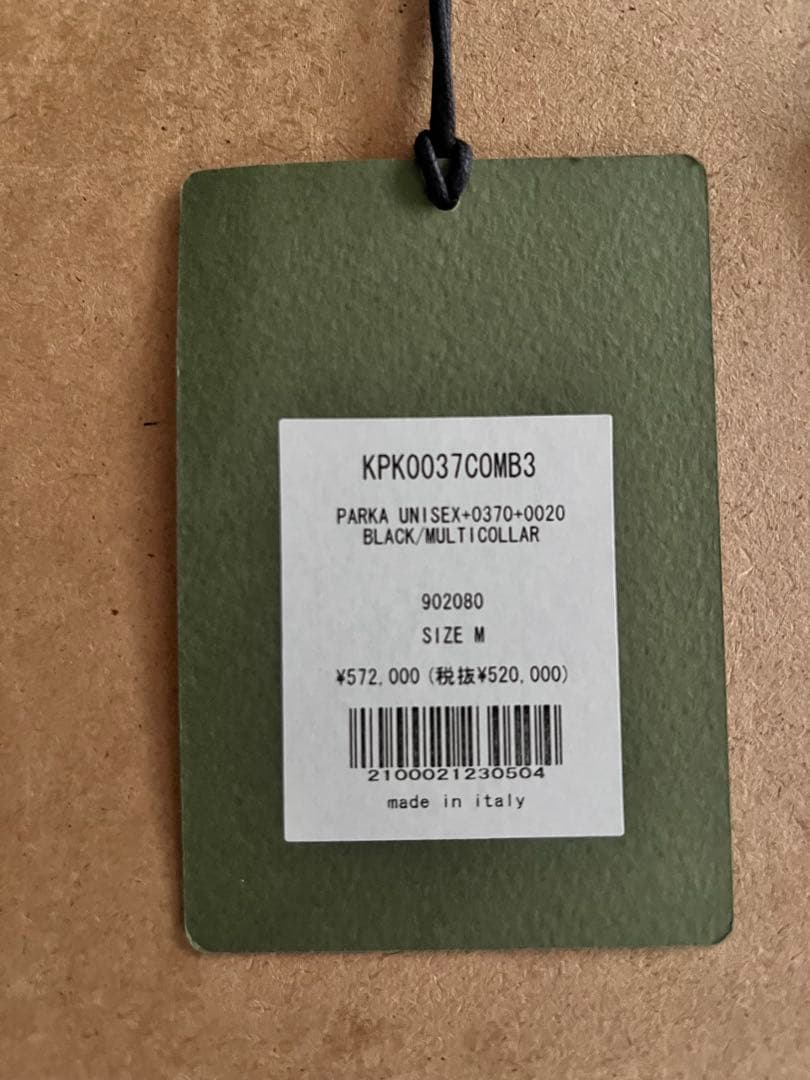 KPK0037COMB3
PARKA UNISEX+0370+0020
BLACK/MULTICOLLAR
902080
SIZE M
¥572,000(税抜¥520,000)
2100021230504
made in italy